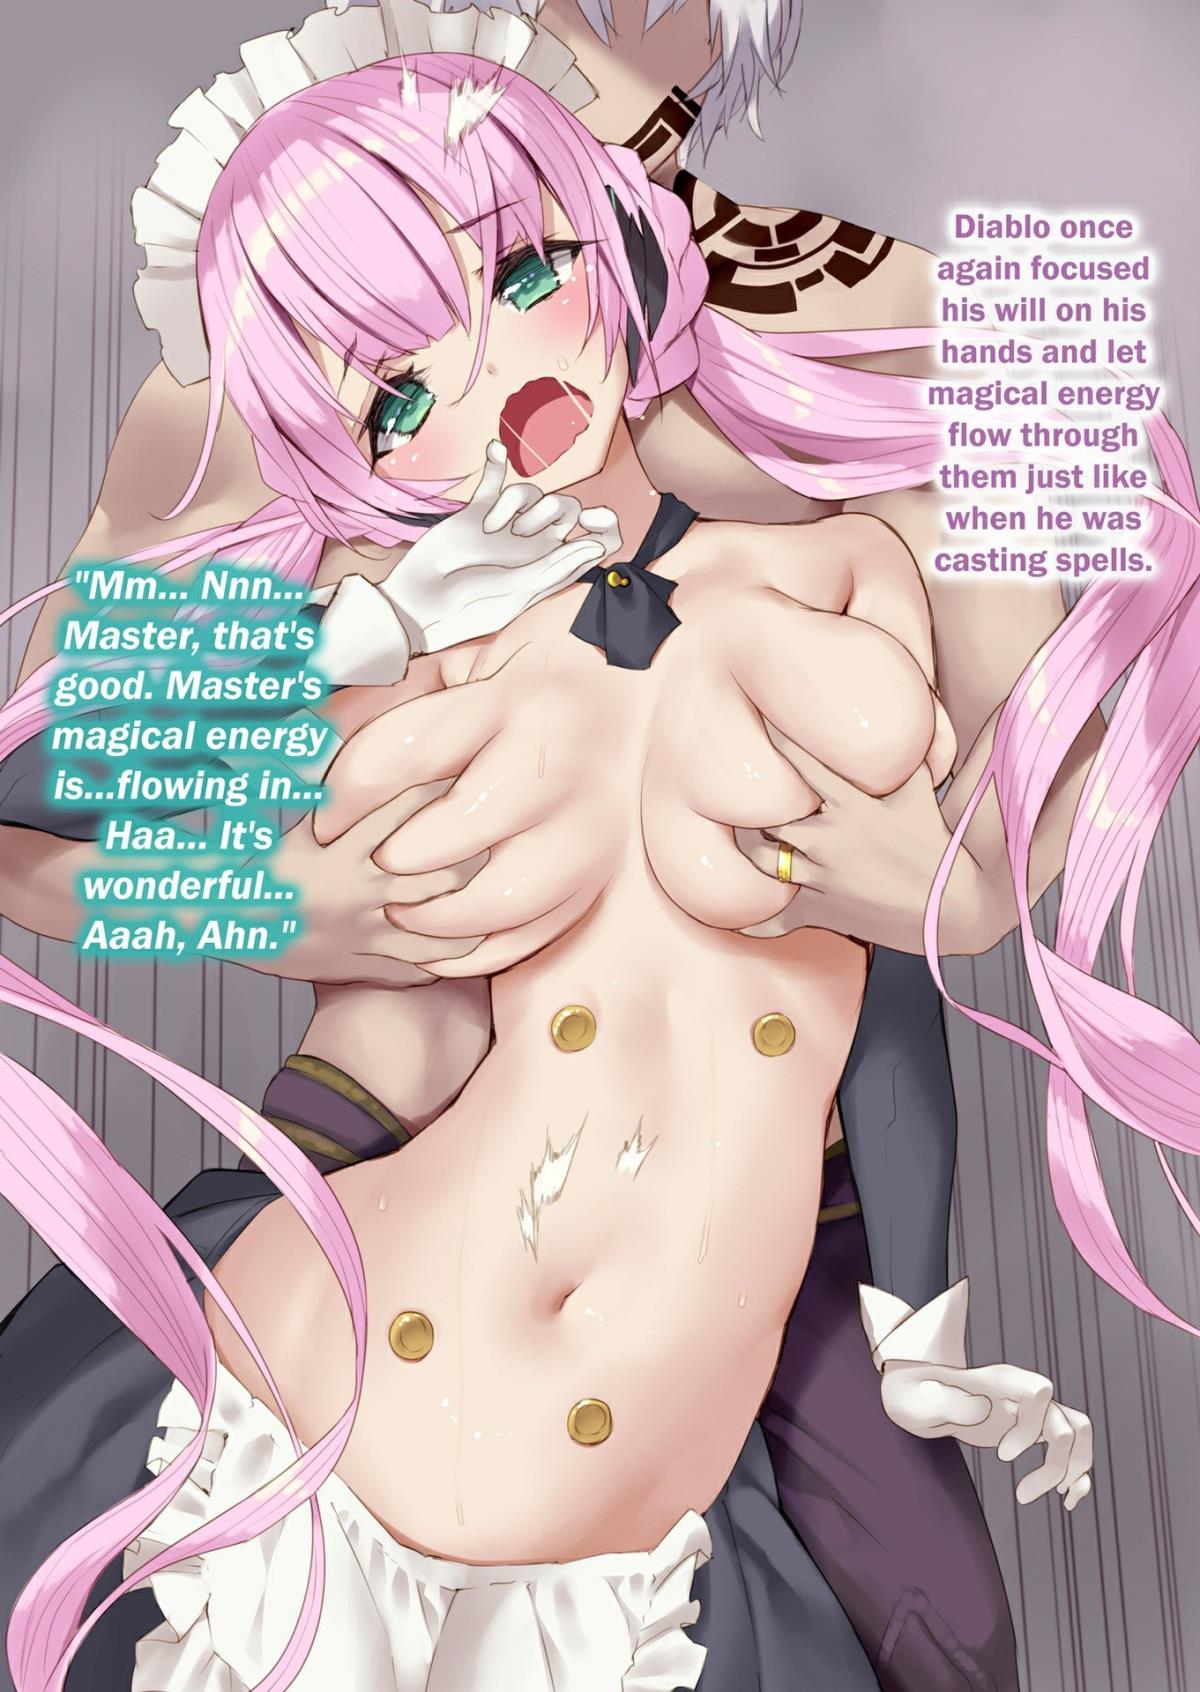 Diablo once
again focused
his will on his
hands and let
magical energy
flow through
them just like
when he was
casting spells.
"Mm... Nnn...
Master, that's
good. Master's
magical energy
is...flowing in...
Haa... It's
wonderful...
Aaah, Ahn."